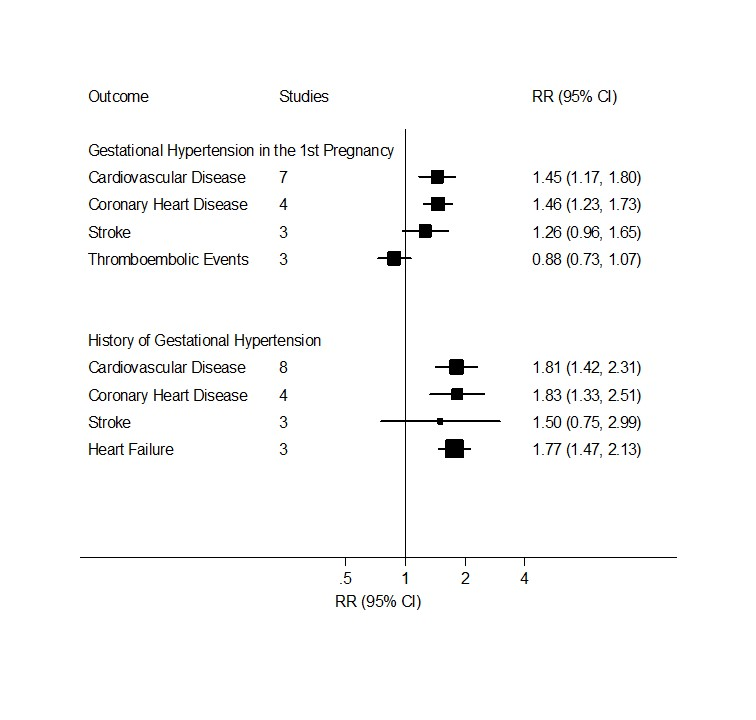 Outcome Studies RR (95% CI)
Gestational Hypertension in the 1st Pregnancy
Cardiovascular Disease 7 1.45 (1.17, 1.80)
Coronary Heart Disease 4 1.46 (1.23, 1.73)
Stroke 3 1.26 (0.96, 1.65)
Thromboembolic Events 3 0.88 (0.73, 1.07)
History of Gestational Hypertension
Cardiovascular Disease 8 1.81 (1.42, 2.31)
Coronary Heart Disease 4 1.83 (1.33, 2.51)
Stroke 3 1.50 (0.75, 2.99)
Heart Failure 3 1.77 (1.47, 2.13)
.5 1 2 4
RR (95% CI)